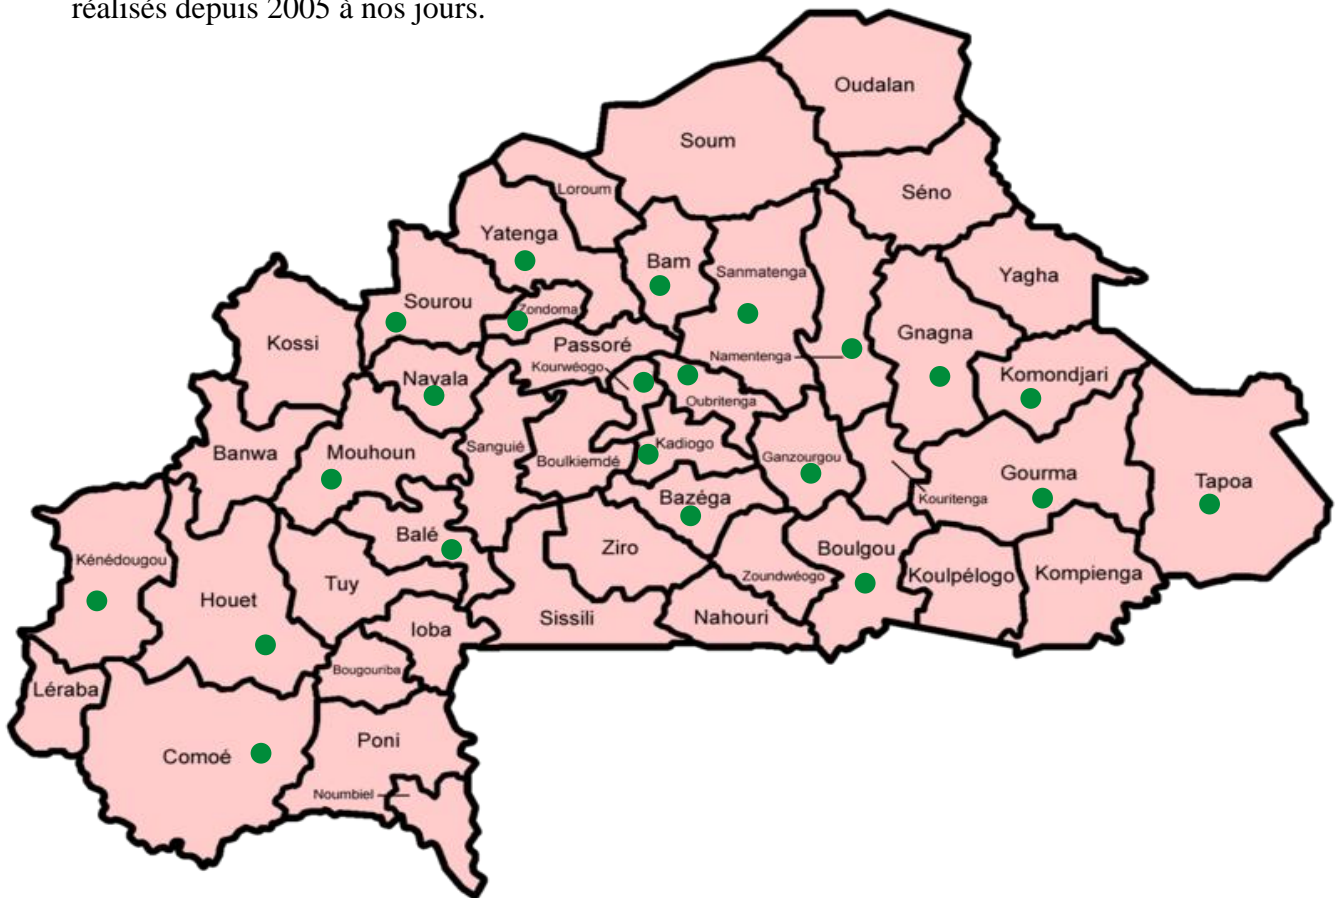 réalisés depuis 2005 à nos jours.
Oudalan
Soum
Séno
Loroum
Yatenga
Bam
Sanmatenga
Yagha
Sourou
Zondoma
Kossi
Passoré
Gnagna
Namentenga
Kourwéogo
Komondjari
Nayala
Oubritenga
Banwa
Mouhoun
Sanguié
Boulkiemdé
Kadiogo
Ganzourgou
Gourma
Tapoa
Bazéga
Kouritenga
Balé
Ziro
Boulgou
Kénédougou
Zoundwéogo
Koulpélogo
Kompienga
Tuy
Houet
Sissili
Nahouri
Ioba
Bougouriba
Léraba
Poni
Comoé
Noumbiel